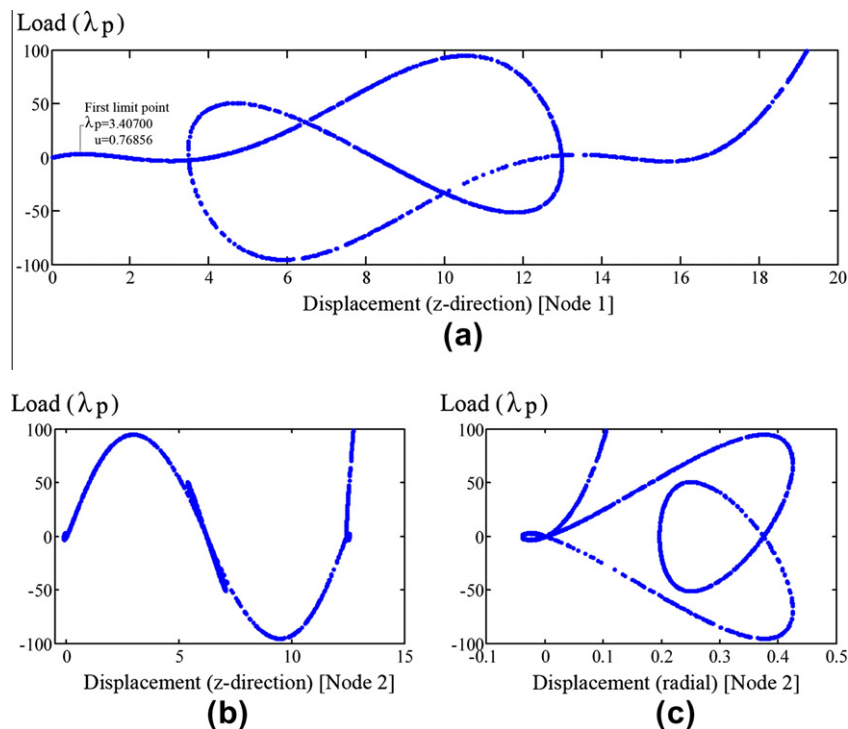 Load (λp)
100
50
0
-50
-100
First limit point
λp=3.40700
u=0.76856
0 2 4 6 8 10 12 14 16 18 20
Displacement (z-direction) [Node 1]
(a)
Load (λp)
100
50
0
-50
-100
0 5 10 15
Displacement (z-direction) [Node 2]
(b)
Load (λp)
100
50
0
-50
-100
-0.1 0 0.1 0.2 0.3 0.4 0.5
Displacement (radial) [Node 2]
(c)